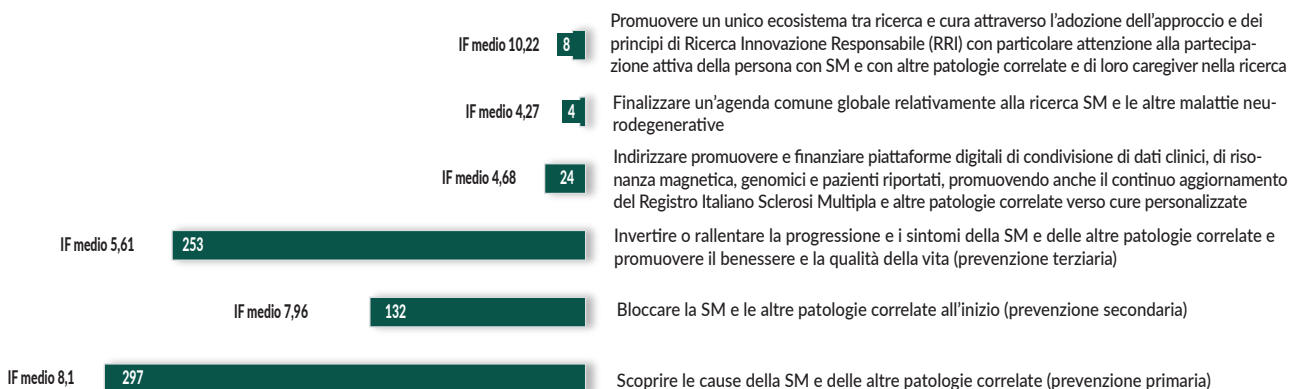 IF medio 10,22
8
Promuovere un unico ecosistema tra ricerca e cura attraverso l'adozione dell'approccio e dei
principi di Ricerca Innovazione Responsabile (RRI) con particolare attenzione alla partecipa-
zione attiva della persona con SM e con altre patologie correlate e di loro caregiver nella ricerca
IF medio 4,27
4
Finalizzare un'agenda comune globale relativamente alla ricerca SM e le altre malattie neu-
rodegenerative
IF medio 4,68
24
Indirizzare promuovere e finanziare piattaforme digitali di condivisione di dati clinici, di riso-
nanza magnetica, genomici e pazienti riportati, promuovendo anche il continuo aggiornamento
del Registro Italiano Sclerosi Multipla e altre patologie correlate verso cure personalizzate
IF medio 5,61
253
Invertire o rallentare la progressione e i sintomi della SM e delle altre patologie correlate e
promuovere il benessere e la qualità della vita (prevenzione terziaria)
IF medio 7,96
132
Bloccare la SM e le altre patologie correlate all'inizio (prevenzione secondaria)
IF medio 8,1
297
Scoprire le cause della SM e delle altre patologie correlate (prevenzione primaria)